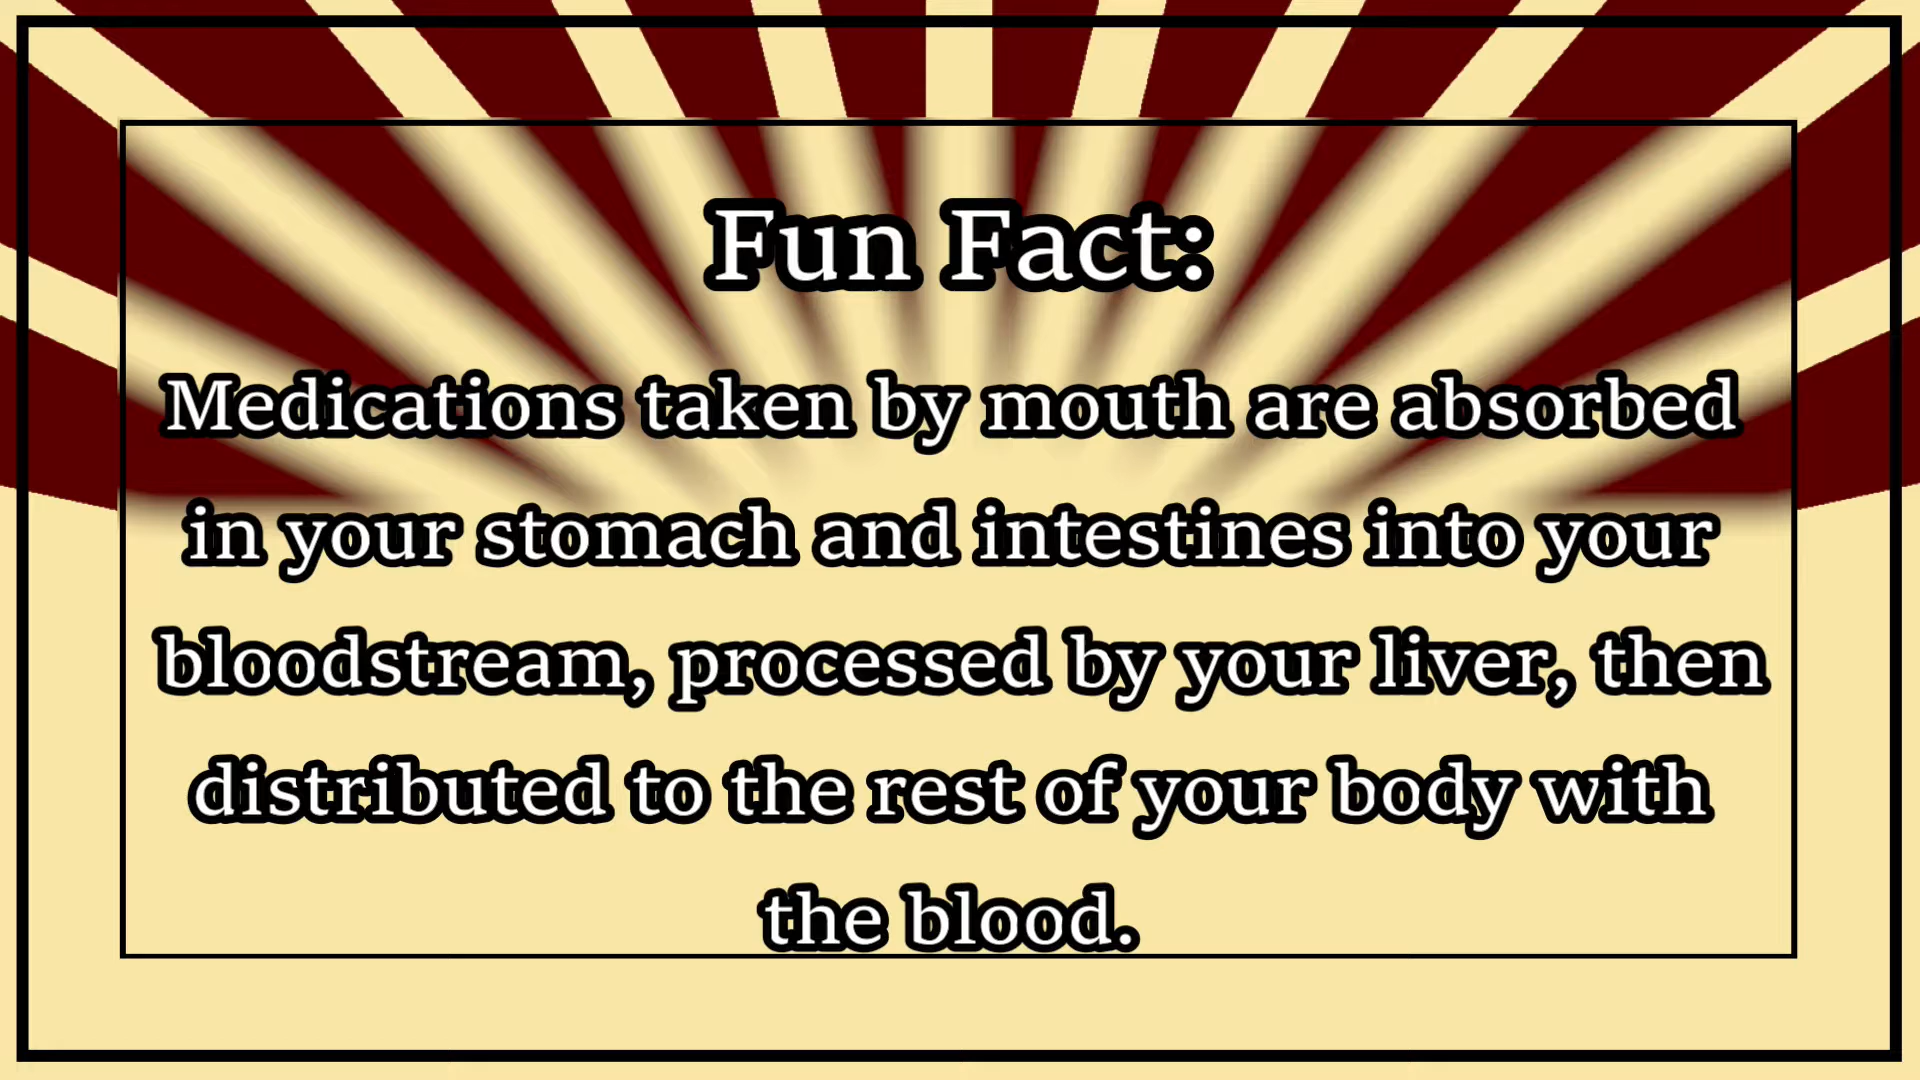 Fun Fact:
Medications taken by mouth are absorbed
in your stomach and intestines into your
bloodstream, processed by your liver, then
distributed to the rest of your body with
the blood.